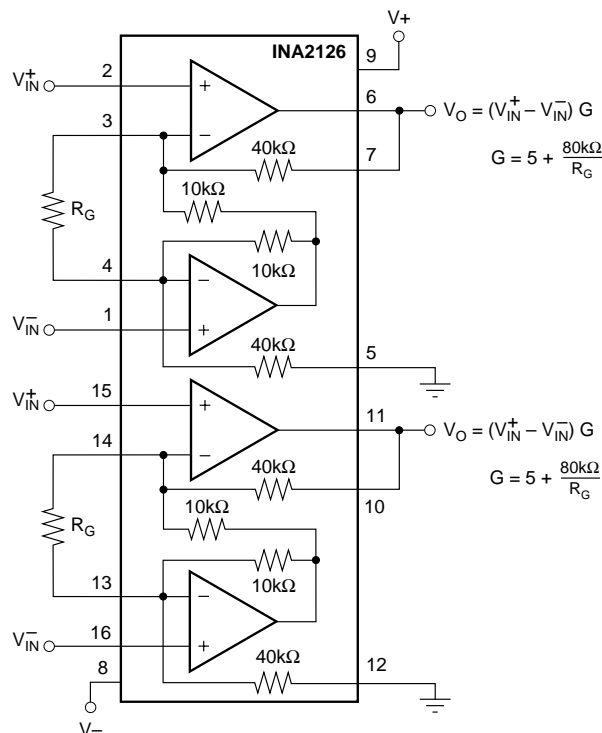 V+
INA2126
9
V+IN
2
6
VO = (V+IN – V–IN) G
3
7
40kΩ
G = 5 + 80kΩ/RG
10kΩ
RG
10kΩ
4
V–IN
1
40kΩ
5
V+IN
15
11
VO = (V+IN – V–IN) G
14
40kΩ
10
G = 5 + 80kΩ/RG
10kΩ
RG
10kΩ
13
V–IN
16
40kΩ
12
8
V–